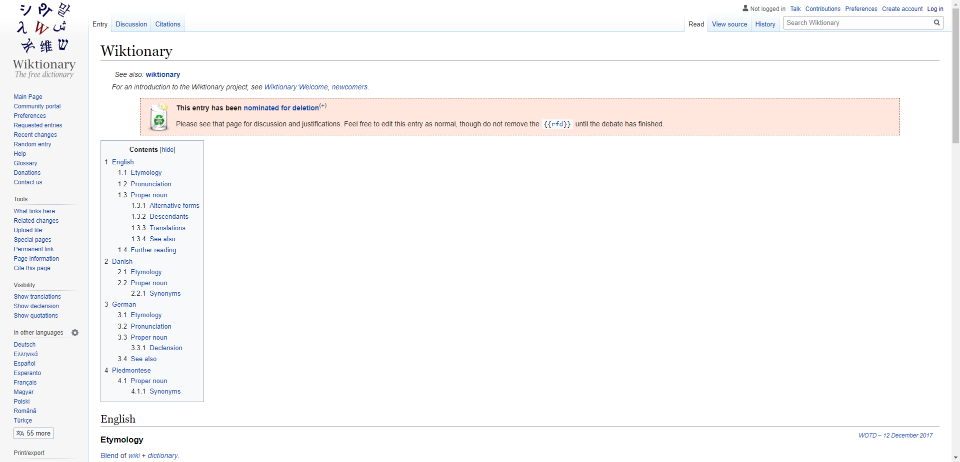 Not logged in Talk Contributions Preferences Create account Log in
Entry Discussion Citations Read View source History Search Wiktionary
シ 말
λ W
维 ש
Wiktionary
The free dictionary
Main Page
Community portal
Preferences
Requested entries
Recent changes
Random entry
Help
Glossary
Donations
Contact us
Tools
What links here
Related changes
Upload file
Special pages
Permanent link
Page information
Cite this page
Visibility
Show translations
Show declension
Show quotations
In other languages
Deutsch
Ελληνικά
Español
Esperanto
Français
Magyar
Polski
Română
Türkçe
55 more
Print/export
Wiktionary
See also: wiktionary
For an introduction to the Wiktionary project, see Wiktionary Welcome, newcomers.
This entry has been nominated for deletion(+)
Please see that page for discussion and justifications. Feel free to edit this entry as normal, though do not remove the {{rfd}} until the debate has finished.
Contents [hide]
1 English
1.1 Etymology
1.2 Pronunciation
1.3 Proper noun
1.3.1 Alternative forms
1.3.2 Descendants
1.3.3 Translations
1.3.4 See also
1.4 Further reading
2 Danish
2.1 Etymology
2.2 Proper noun
2.2.1 Synonyms
3 German
3.1 Etymology
3.2 Pronunciation
3.3 Proper noun
3.3.1 Declension
3.4 See also
4 Piedmontese
4.1 Proper noun
4.1.1 Synonyms
English
WOTD – 12 December 2017
Etymology
Blend of wiki + dictionary.